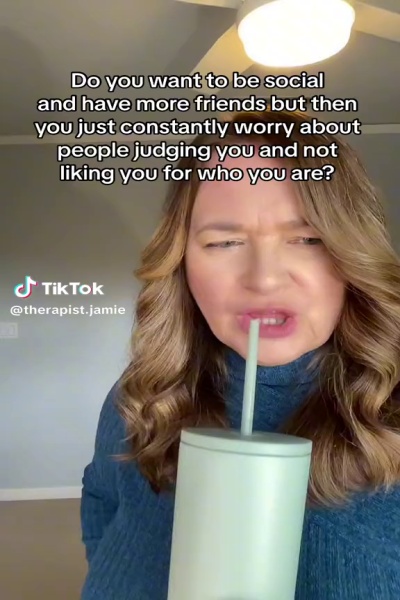 Do you want to be social
and have more friends but then
you just constantly worry about
people judging you and not
liking you for who you are?
TikTok
@therapist.jamie